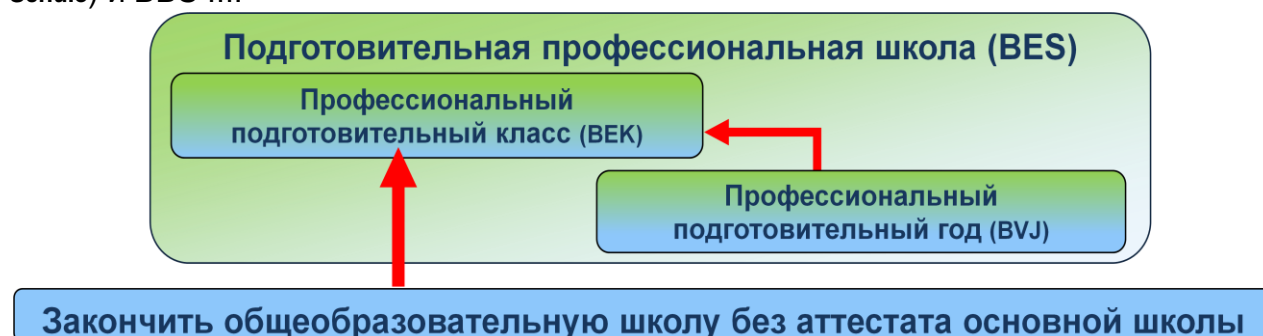 Подготовительная профессиональная школа (BES)
Профессиональный
подготовительный класс (BEK)
Профессиональный
подготовительный год (BVJ)
Закончить общеобразовательную школу без аттестата основной школы